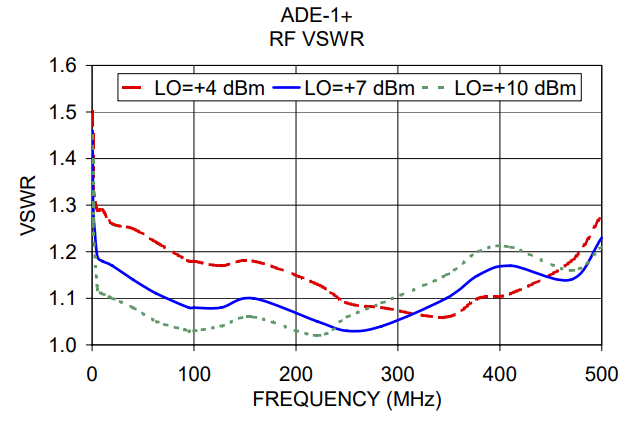 ADE-1+
RF VSWR
1.6
LO=+4 dBm LO=+7 dBm LO=+10 dBm
1.5
1.4
1.3
VSWR
1.2
1.1
1.0
0 100 200 300 400 500
FREQUENCY (MHz)